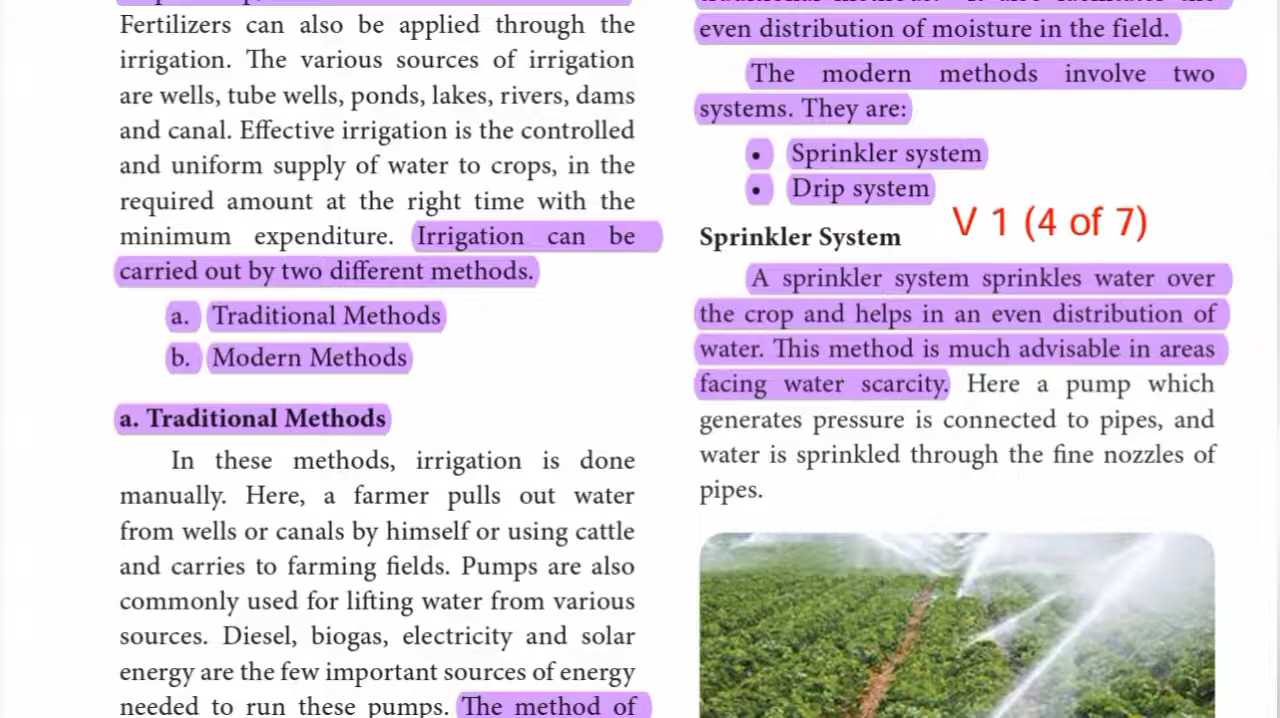 Fertilizers can also be applied through the
irrigation. The various sources of irrigation
are wells, tube wells, ponds, lakes, rivers, dams
and canal. Effective irrigation is the controlled
and uniform supply of water to crops, in the
required amount at the right time with the
minimum expenditure. Irrigation can be
carried out by two different methods.
a. Traditional Methods
b. Modern Methods
a. Traditional Methods
In these methods, irrigation is done
manually. Here, a farmer pulls out water
from wells or canals by himself or using cattle
and carries to farming fields. Pumps are also
commonly used for lifting water from various
sources. Diesel, biogas, electricity and solar
energy are the few important sources of energy
needed to run these pumps. The method of
even distribution of moisture in the field.
The modern methods involve two
systems. They are:
• Sprinkler system
• Drip system
V 1 (4 of 7)
Sprinkler System
A sprinkler system sprinkles water over
the crop and helps in an even distribution of
water. This method is much advisable in areas
facing water scarcity. Here a pump which
generates pressure is connected to pipes, and
water is sprinkled through the fine nozzles of
pipes.